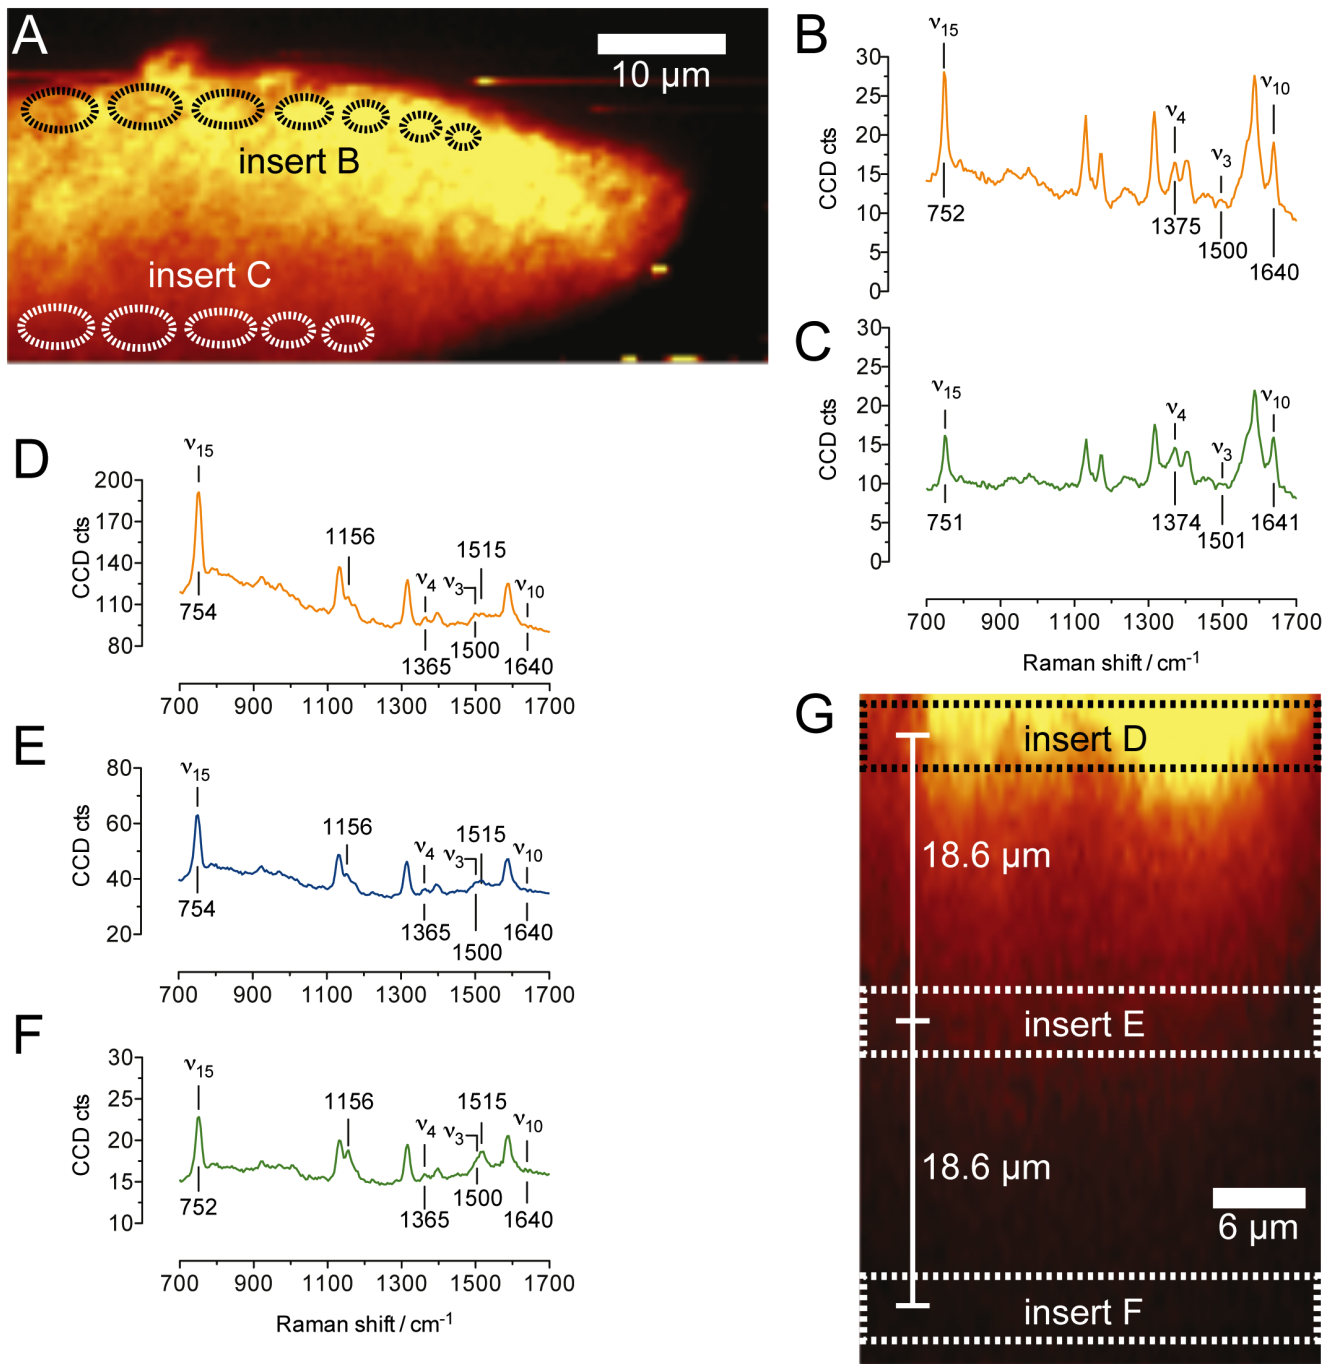 A
10 µm
insert B
insert C
B
ν15
ν10
ν4
ν3
30
25
20
15
10
5
0
CCD cts
752
1375
1500
1640
C
ν15
ν4
ν10
ν3
30
25
20
15
10
5
0
CCD cts
751
1374
1501
1641
700 900 1100 1300 1500 1700
Raman shift / cm-1
D
ν15
200
170
140
110
80
CCD cts
1156
1515
ν4 ν3 ν10
754
1365
1500
1640
700 900 1100 1300 1500 1700
E
ν15
80
60
40
20
CCD cts
1156
1515
ν4 ν3 ν10
754
1365
1500
1640
700 900 1100 1300 1500 1700
F
ν15
30
25
20
15
10
CCD cts
1156
1515
ν4 ν3 ν10
752
1365
1500
1640
700 900 1100 1300 1500 1700
Raman shift / cm-1
G
insert D
18.6 µm
insert E
18.6 µm
6 µm
insert F